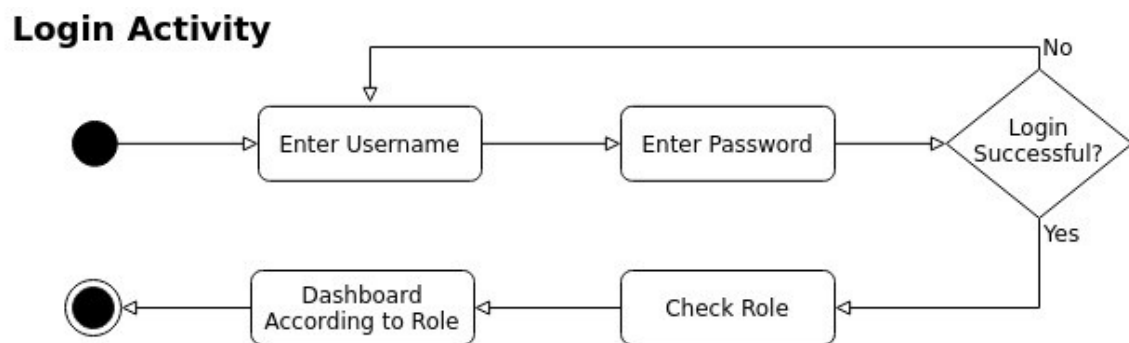 Login Activity
No
Enter Username
Enter Password
Login
Successful?
Yes
Dashboard
According to Role
Check Role